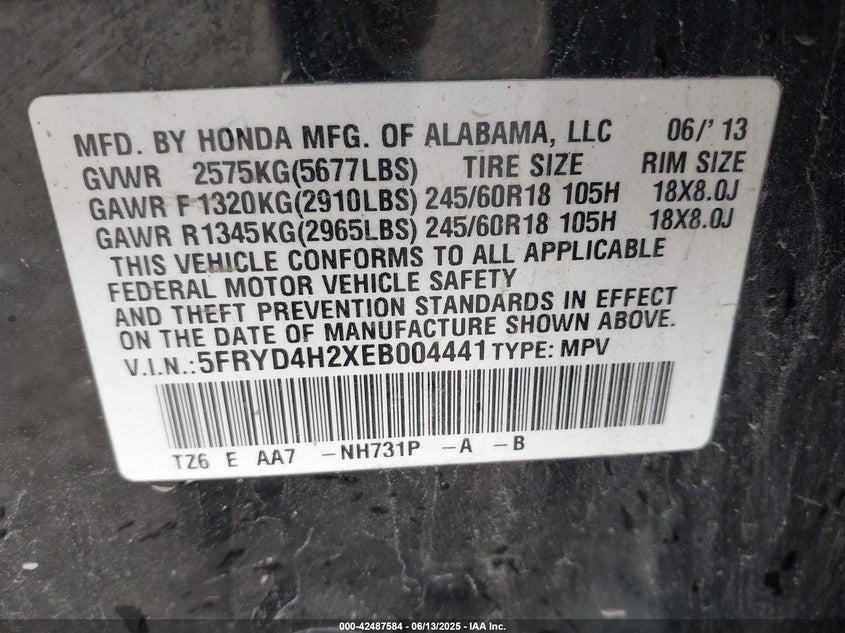 MFD. BY HONDA MFG. OF ALABAMA, LLC 06/'13
GVWR 2575KG(5677LBS) TIRE SIZE RIM SIZE
GAWR F1320KG(2910LBS) 245/60R18 105H 18X8.0J
GAWR R1345KG(2965LBS) 245/60R18 105H 18X8.0J
THIS VEHICLE CONFORMS TO ALL APPLICABLE
FEDERAL MOTOR VEHICLE SAFETY
AND THEFT PREVENTION STANDARDS IN EFFECT
ON THE DATE OF MANUFACTURE SHOWN ABOVE.
V.I.N.:5FRYD4H2XEB004441 TYPE: MPV
TZ6 E AA7 -NH731P -A -B
000-42487584 - 06/13/2025 - IAA Inc.